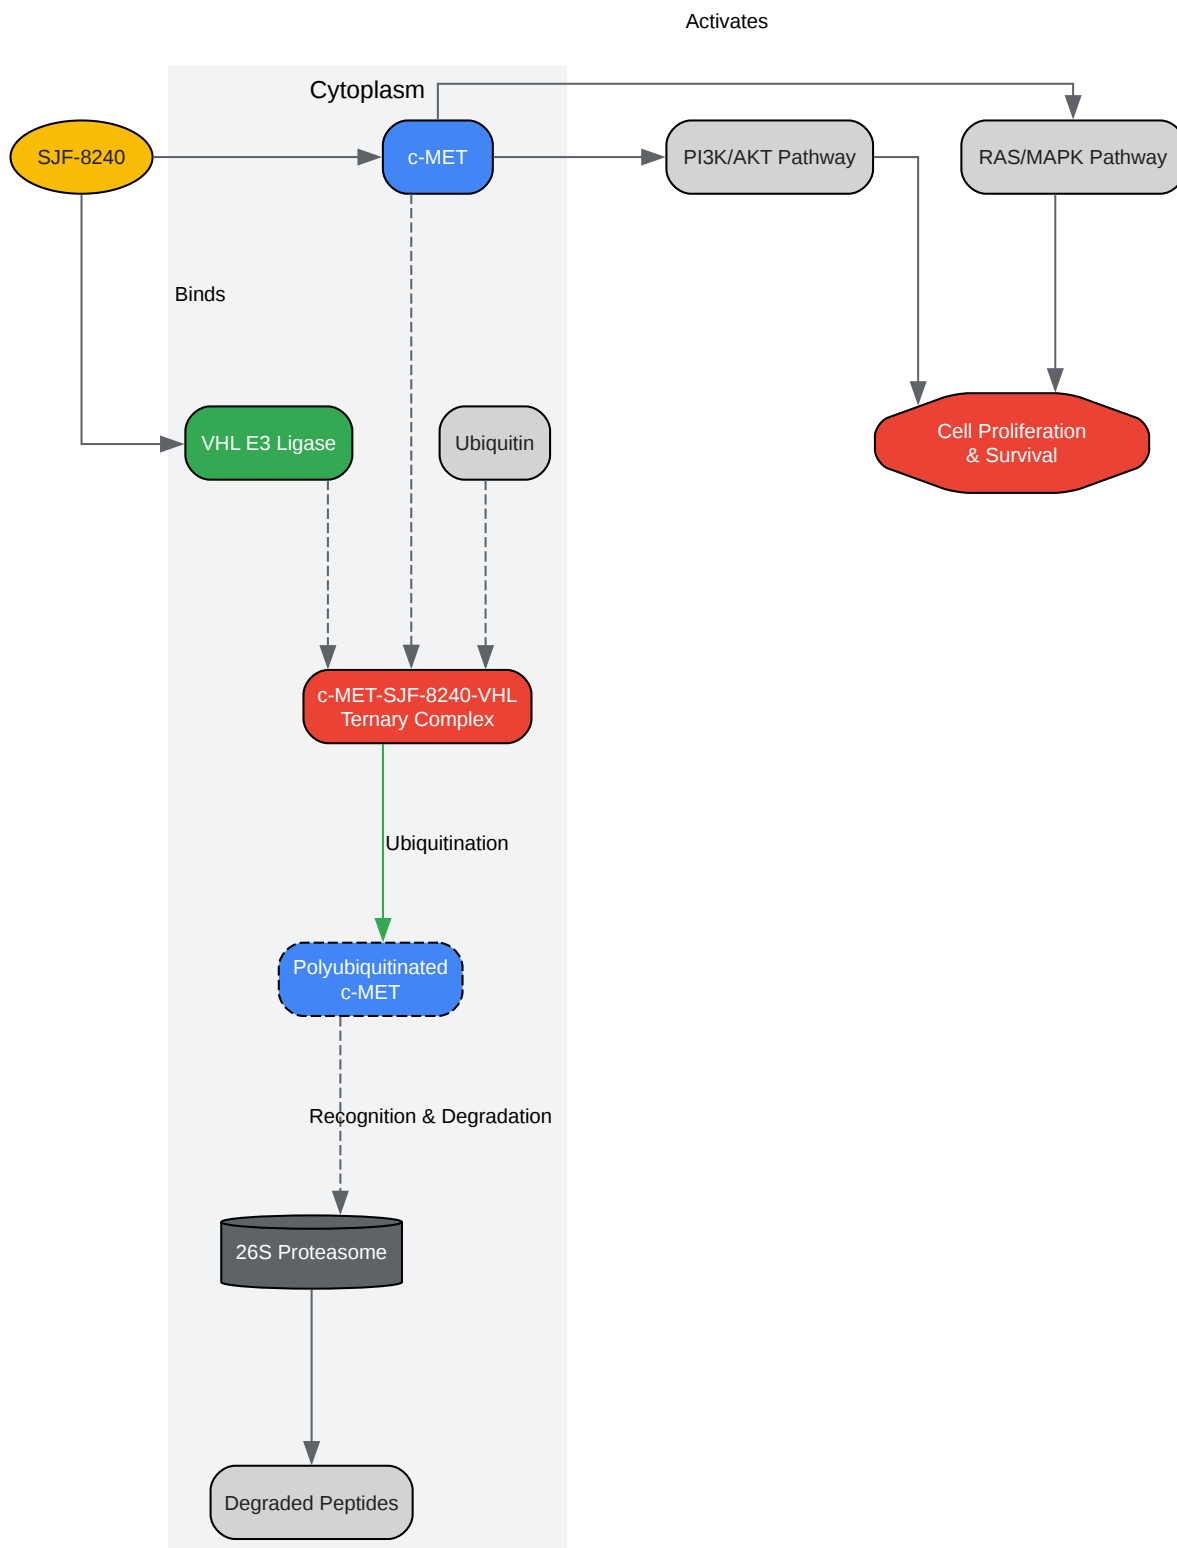 Activates
Cytoplasm
SJF-8240
c-MET
PI3K/AKT Pathway
RAS/MAPK Pathway
Binds
VHL E3 Ligase
Ubiquitin
Cell Proliferation
& Survival
c-MET-SJF-8240-VHL
Ternary Complex
Ubiquitination
Polyubiquitinated
c-MET
Recognition & Degradation
26S Proteasome
Degraded Peptides